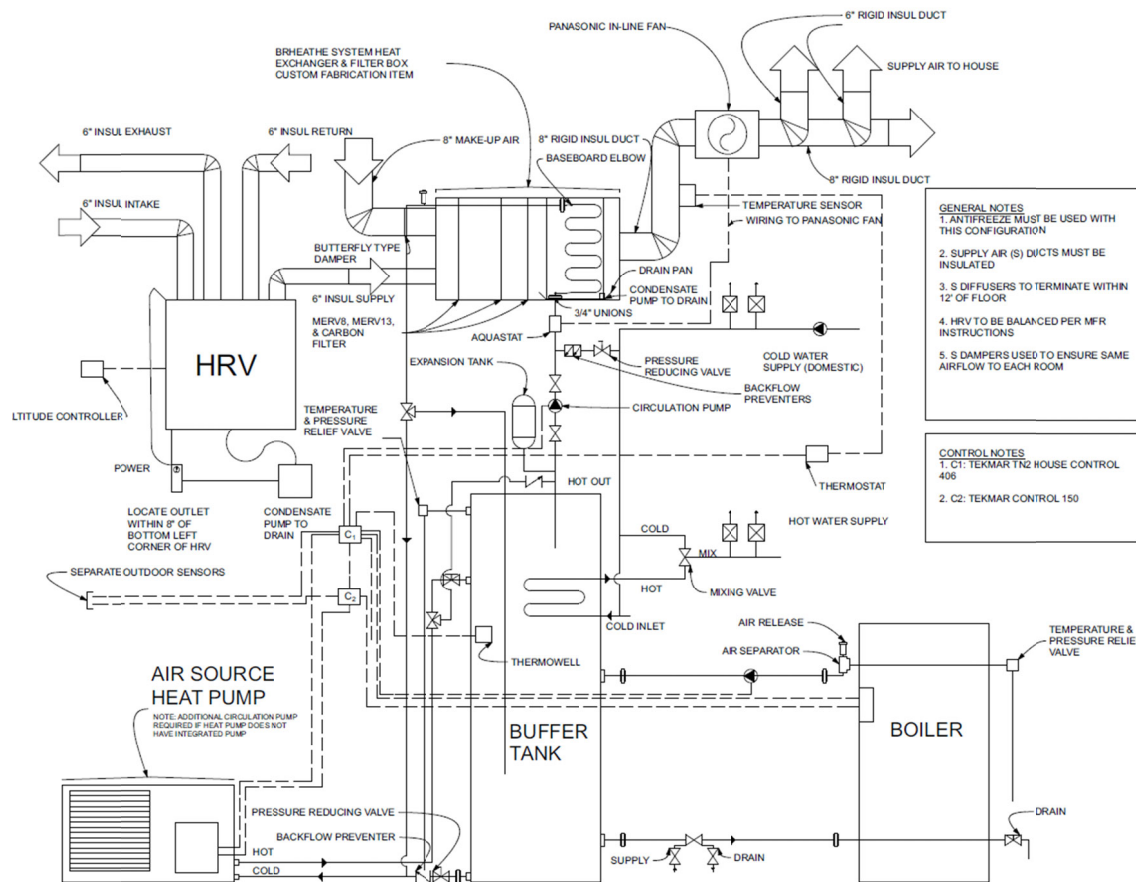 6" RIGID INSUL DUCT
PANASONIC IN-LINE FAN
BRHEATHE SYSTEM HEAT
EXCHANGER & FILTER BOX
CUSTOM FABRICATION ITEM
SUPPLY AIR TO HOUSE
6" INSUL EXHAUST
6" INSUL RETURN
8" MAKE-UP AIR
8" RIGID INSUL DUCT
BASEBOARD ELBOW
8" RIGID INSUL DUCT
6" INSUL INTAKE
TEMPERATURE SENSOR
WIRING TO PANASONIC FAN
BUTTERFLY TYPE
DAMPER
DRAIN PAN
CONDENSATE
PUMP TO DRAIN
6" INSUL SUPPLY
3/4" UNIONS
MERV8, MERV13,
& CARBON
FILTER
AQUASTAT
HRV
EXPANSION TANK
PRESSURE
REDUCING VALVE
COLD WATER
SUPPLY (DOMESTIC)
BACKFLOW
PREVENTERS
LTITUDE CONTROLLER
TEMPERATURE
& PRESSURE
RELIEF VALVE
CIRCULATION PUMP
POWER
HOT OUT
THERMOSTAT
LOCATE OUTLET
WITHIN 8" OF
BOTTOM LEFT
CORNER OF HRV
CONDENSATE
PUMP TO
DRAIN
HOT WATER SUPPLY
C1
COLD
MIX
SEPARATE OUTDOOR SENSORS
C2
HOT
MIXING VALVE
COLD INLET
THERMOWELL
AIR RELEASE
AIR SEPARATOR
TEMPERATURE &
PRESSURE RELIEF
VALVE
AIR SOURCE
HEAT PUMP
NOTE: ADDITIONAL CIRCULATION PUMP
REQUIRED IF HEAT PUMP DOES NOT
HAVE INTEGRATED PUMP
BUFFER
TANK
BOILER
PRESSURE REDUCING VALVE
BACKFLOW PREVENTER
HOT
COLD
SUPPLY
DRAIN
DRAIN
GENERAL NOTES
1. ANTIFREEZE MUST BE USED WITH
THIS CONFIGURATION
2. SUPPLY AIR (S) DUCTS MUST BE
INSULATED
3. S DIFFUSERS TO TERMINATE WITHIN
12' OF FLOOR
4. HRV TO BE BALANCED PER MFR
INSTRUCTIONS
5. S DAMPERS USED TO ENSURE SAME
AIRFLOW TO EACH ROOM
CONTROL NOTES
1. C1: TEKMAR TN2 HOUSE CONTROL
406
2. C2: TEKMAR CONTROL 150